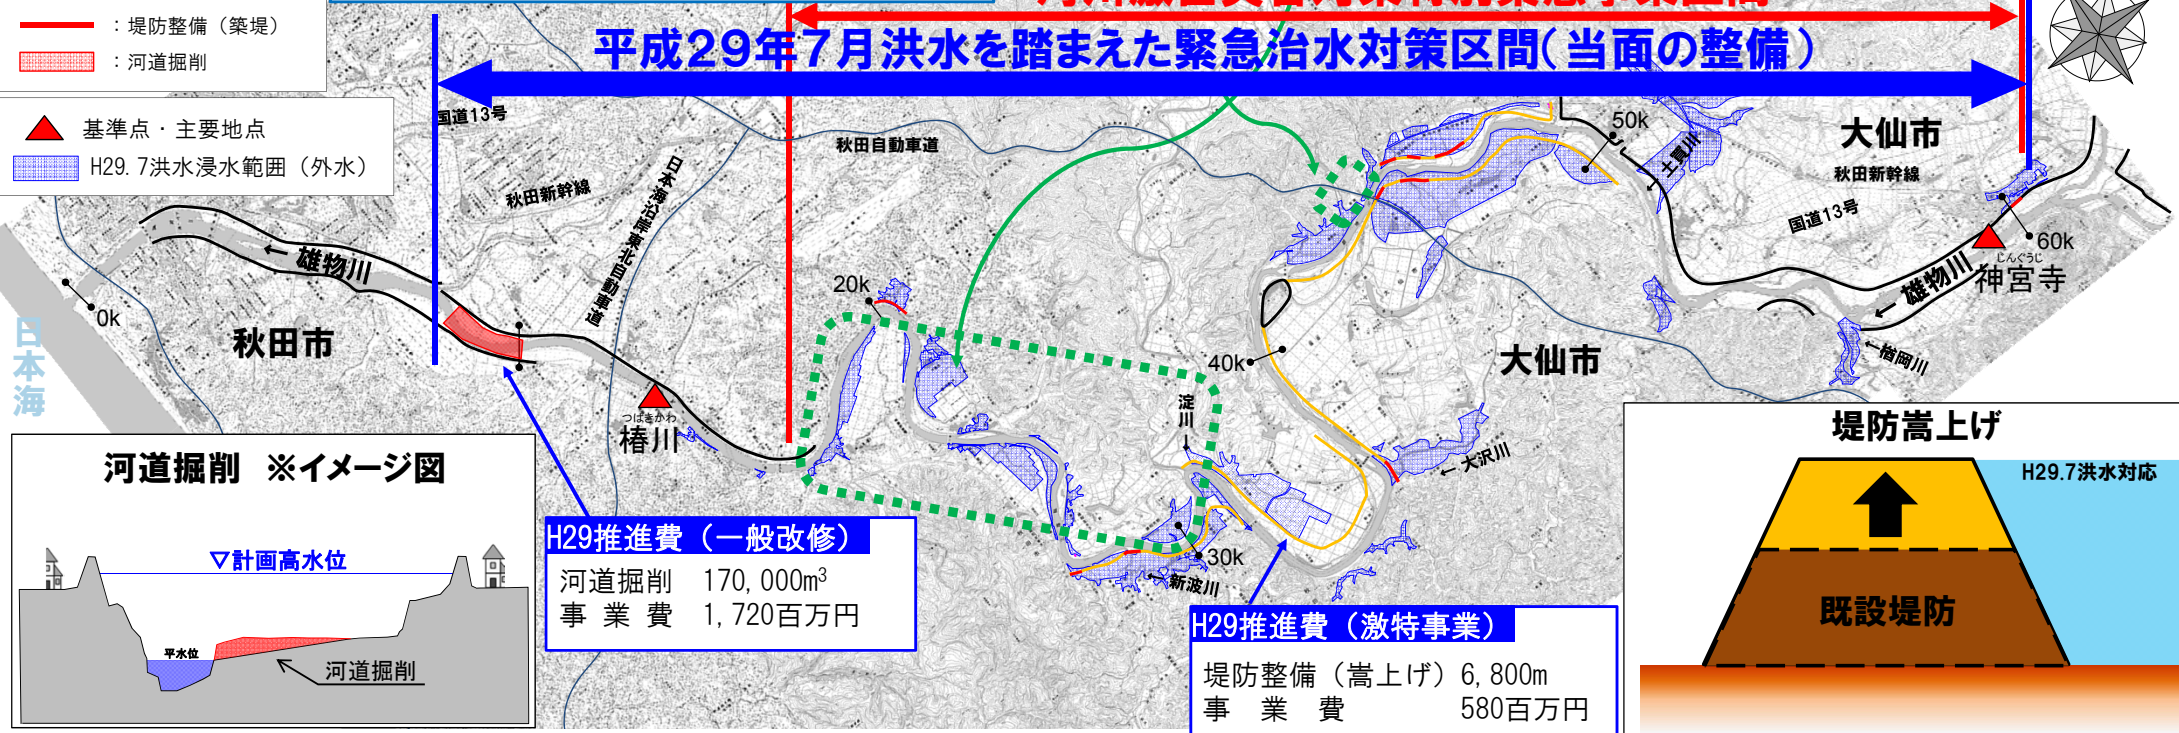 ：堤防整備（築堤）
：河道掘削
基準点・主要地点
H29.7洪水浸水範囲（外水）
平成29年7月洪水を踏まえた緊急治水対策区間(当面の整備)
国道13号
秋田自動車道
秋田新幹線
日本海沿岸東北自動車道
50k
土買川
大仙市
秋田新幹線
国道13号
60k
じんぐうじ
神宮寺
←雄物川
←雄物川
0k
秋田市
日本海
20k
つばきかわ
椿川
40k
大仙市
←楢岡川
淀川
←大沢川
30k
←新波川
河道掘削　※イメージ図
▽計画高水位
平水位
河道掘削
H29推進費（一般改修）
河道掘削　170,000m³
事業費　1,720百万円
H29推進費（激特事業）
堤防整備（嵩上げ）6,800m
事業費　580百万円
堤防嵩上げ
H29.7洪水対応
既設堤防